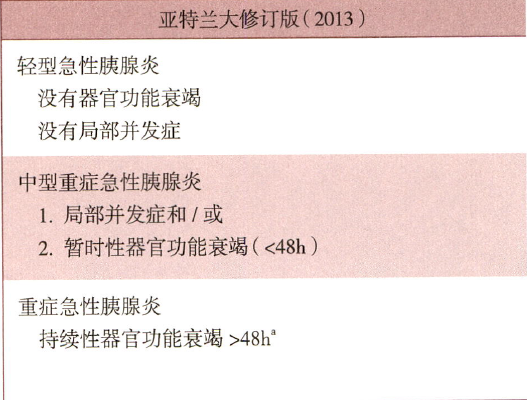 亚特兰大修订版（2013）
轻型急性胰腺炎
没有器官功能衰竭
没有局部并发症
中型重症急性胰腺炎
1. 局部并发症和 / 或
2. 暂时性器官功能衰竭（<48h）
重症急性胰腺炎
持续性器官功能衰竭 >48hª